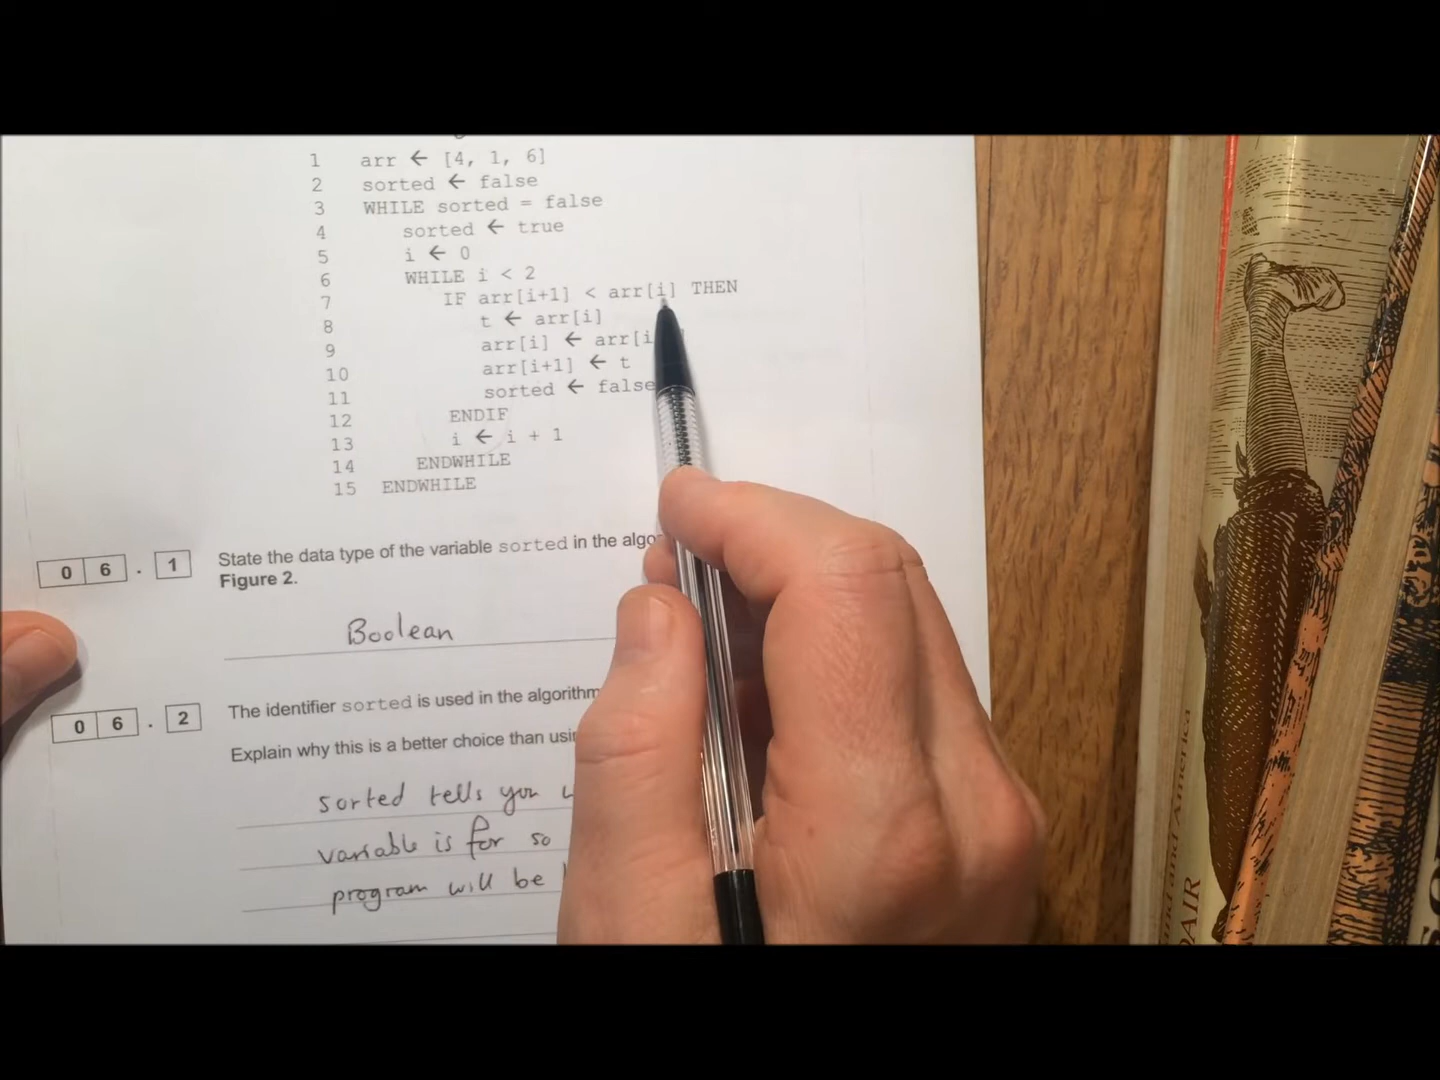 1 arr ← [4, 1, 6]
2 sorted ← false
3 WHILE sorted = false
4 sorted ← true
5 i ← 0
6 WHILE i < 2
7 IF arr[i+1] < arr[i] THEN
8 t ← arr[i]
9 arr[i] ← arr[i
10 arr[i+1] ← t
11 sorted ← false
12 ENDIF
13 i ← i + 1
14 ENDWHILE
15 ENDWHILE
0 6 . 1 State the data type of the variable sorted in the algo
Figure 2.
Boolean
0 6 . 2 The identifier sorted is used in the algorithm
Explain why this is a better choice than usi
sorted tells you
variable is for so
program will be
and and America
AIR